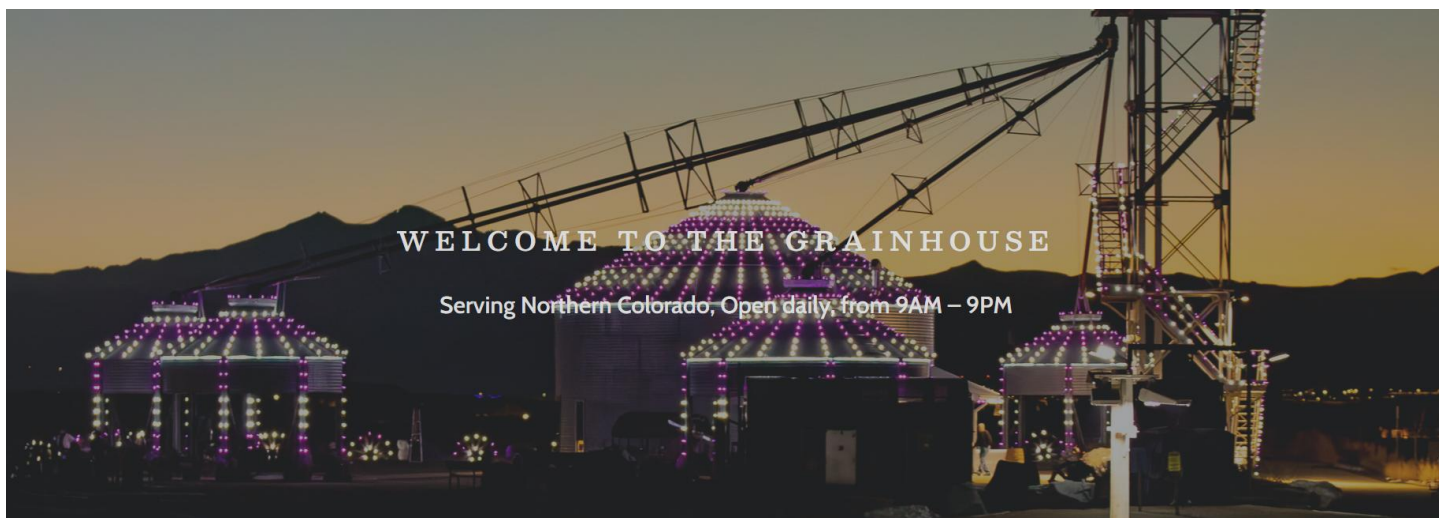 WELCOME TO THE GRAINHOUSE
Serving Northern Colorado, Open daily, from 9AM – 9PM